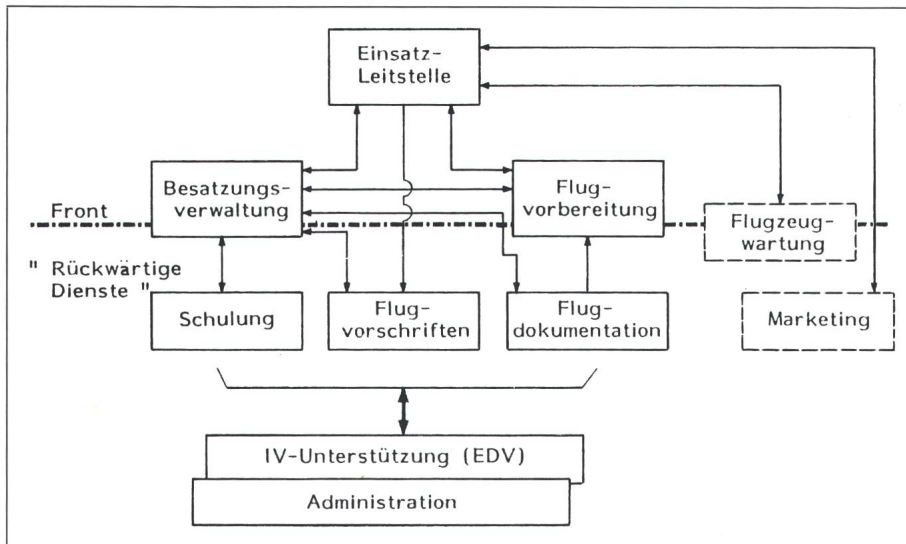 Einsatz-
Leitstelle
Besatzungs-
verwaltung
Flug-
vorbereitung
Front
Flugzeug-
wartung
" Rückwärtige
Dienste "
Schulung
Flug-
vorschriften
Flug-
dokumentation
Marketing
IV-Unterstützung (EDV)
Administration